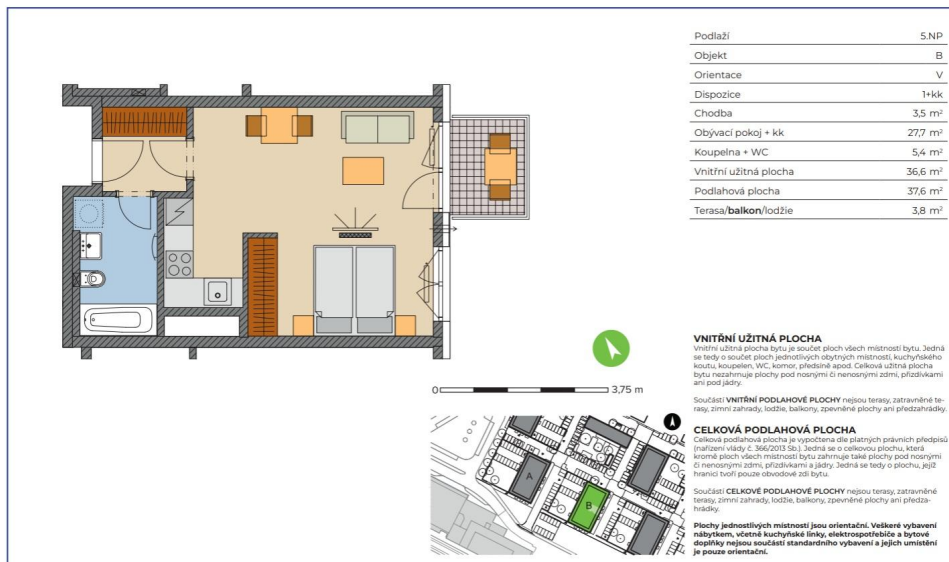 Podlaží 5.NP
Objekt B
Orientace V
Dispozice 1+kk
Chodba 3,5 m²
Obývací pokoj + kk 27,7 m²
Koupelna + WC 5,4 m²
Vnitřní užitná plocha 36,6 m²
Podlahová plocha 37,6 m²
Terasa/balkon/lodžie 3,8 m²
0 3,75 m
A
B
VNITŘNÍ UŽITNÁ PLOCHA
Vnitřní užitná plocha bytu je součet ploch všech místností bytu. Jedná
se tedy o součet ploch jednotlivých obytných místností, kuchyňského
koutu, koupelen, WC, komor, předsíně apod. Celková užitná plocha
bytu nezahrnuje plochy pod nosnými či nenosnými zdmi, přizdívkami
ani pod jádry.
Součástí VNITŘNÍ PODLAHOVÉ PLOCHY nejsou terasy, zatravněné te-
rasy, zimní zahrady, lodžie, balkony, zpevněné plochy ani předzahrádky.
CELKOVÁ PODLAHOVÁ PLOCHA
Celková podlahová plocha je vypočtena dle platných právních předpisů
(nařízení vlády č. 366/2013 Sb.). Jedná se o celkovou plochu, která
kromě ploch všech místností bytu zahrnuje také plochy pod nosnými
či nenosnými zdmi, přizdívkami a jádry. Jedná se tedy o plochu, jejíž
hranici tvoří pouze obvodové zdi bytu.
Součástí CELKOVÉ PODLAHOVÉ PLOCHY nejsou terasy, zatravněné
terasy, zimní zahrady, lodžie, balkony, zpevněné plochy ani předza-
hrádky.
Plochy jednostlivých místností jsou orientační. Veškeré vybavení
nábytkem, včetně kuchyňské linky, elektrospotřebiče a bytové
doplňky nejsou součástí standardního vybavení a jejich umístění
je pouze orientační.